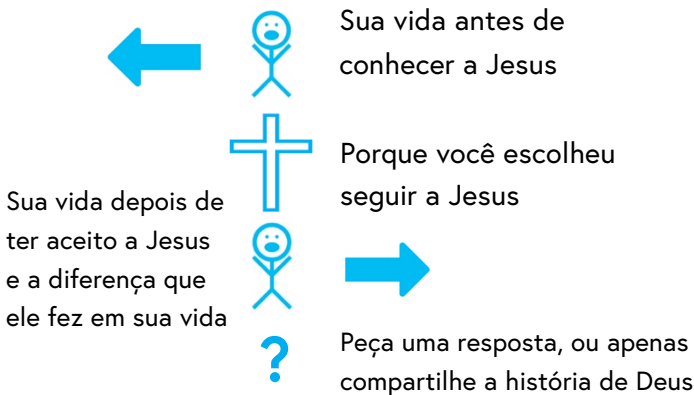 Sua vida antes de
conhecer a Jesus
Porque você escolheu
seguir a Jesus
Sua vida depois de
ter aceito a Jesus
e a diferença que
ele fez em sua vida
?
Peça uma resposta, ou apenas
compartilhe a história de Deus